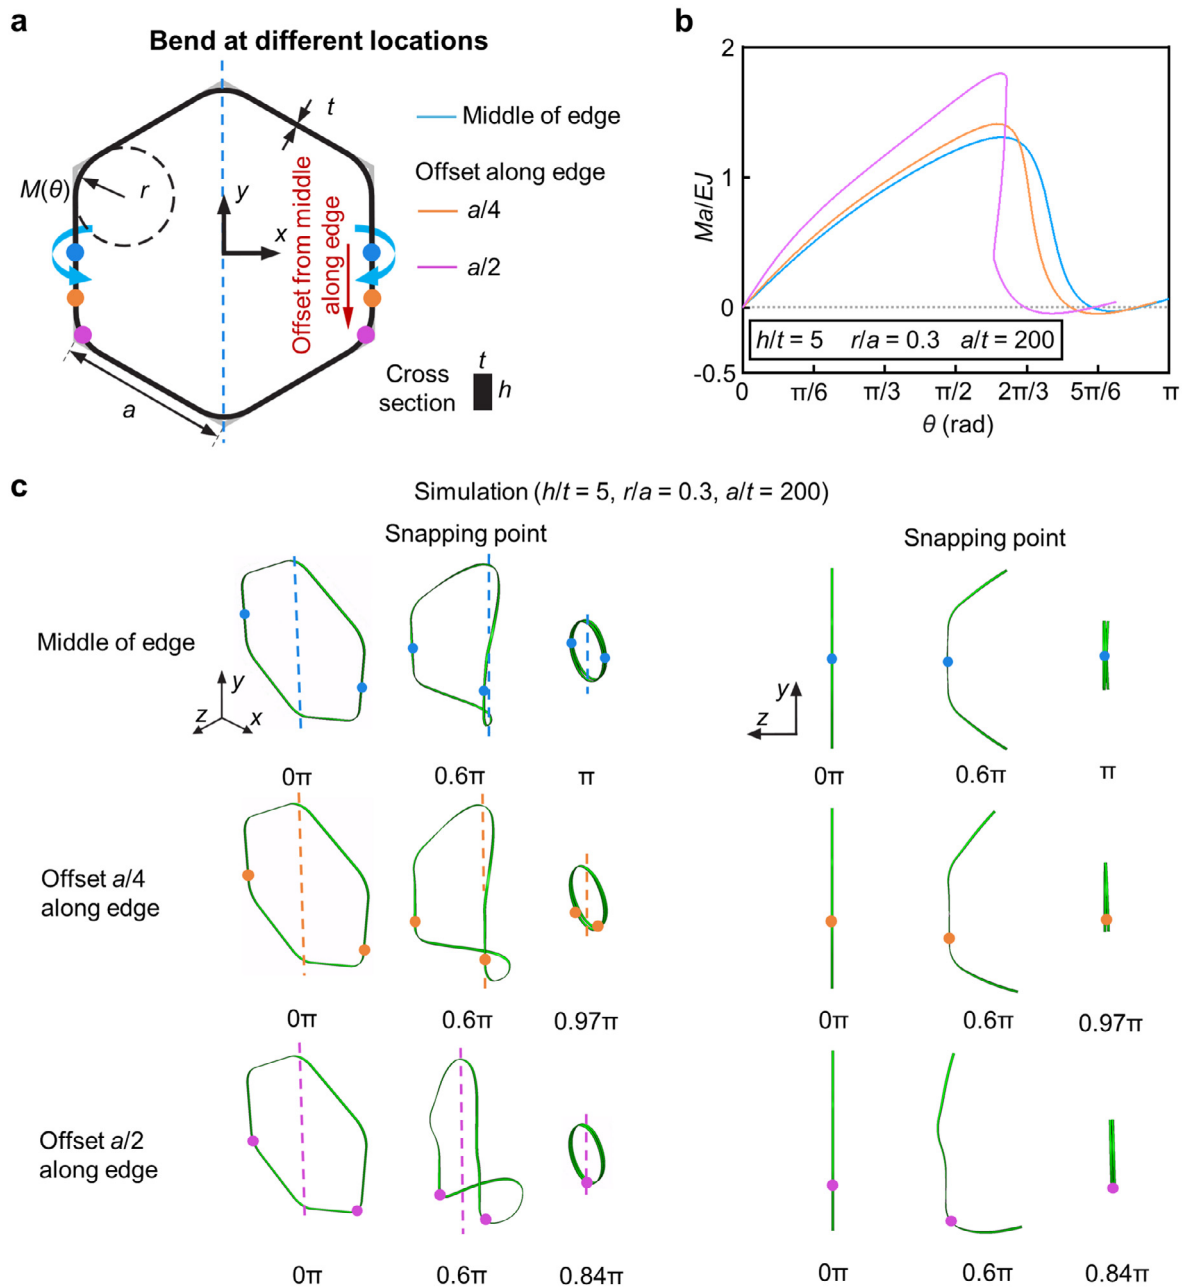 a
Bend at different locations
t
Middle of edge
Offset along edge
a/4
a/2
M(θ)
r
y
x
Offset from middle
along edge
a
Cross
section
t
h
b
2
1
0
-0.5
Ma/EJ
h/t = 5 r/a = 0.3 a/t = 200
0 π/6 π/3 π/2 2π/3 5π/6 π
θ (rad)
c
Simulation (h/t = 5, r/a = 0.3, a/t = 200)
Snapping point
Snapping point
Middle of edge
y
z
x
y
z
0π 0.6π π 0π 0.6π π
Offset a/4
along edge
0π 0.6π 0.97π 0π 0.6π 0.97π
Offset a/2
along edge
0π 0.6π 0.84π 0π 0.6π 0.84π